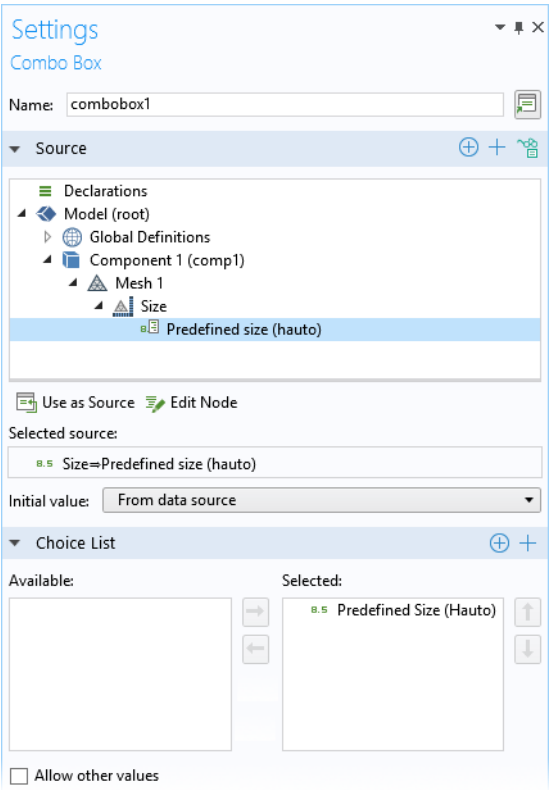 Settings
Combo Box
Name: combobox1
Source
Declarations
Model (root)
Global Definitions
Component 1 (comp1)
Mesh 1
Size
Predefined size (hauto)
Use as Source Edit Node
Selected source:
8.5 Size⇒Predefined size (hauto)
Initial value: From data source
Choice List
Available: Selected:
8.5 Predefined Size (Hauto)
Allow other values